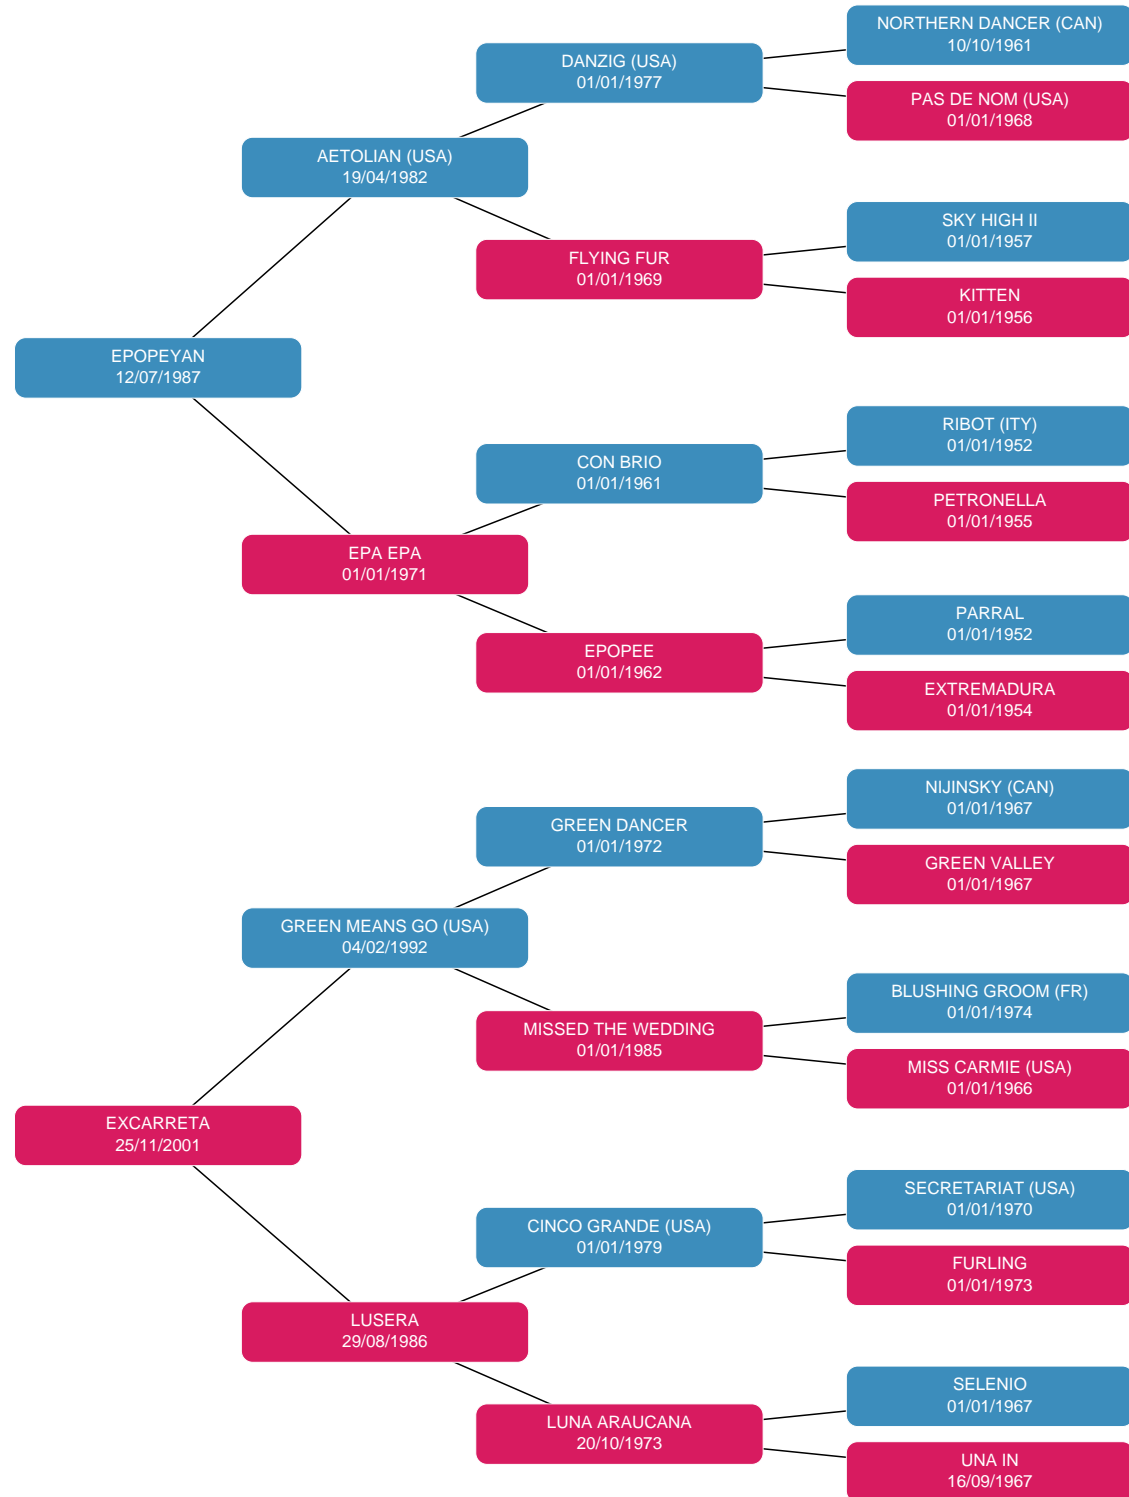 NORTHERN DANCER (CAN)
10/10/1961
DANZIG (USA)
01/01/1977
PAS DE NOM (USA)
01/01/1968
AETOLIAN (USA)
19/04/1982
SKY HIGH II
01/01/1957
FLYING FUR
01/01/1969
KITTEN
01/01/1956
EPOPEYAN
12/07/1987
RIBOT (ITY)
01/01/1952
CON BRIO
01/01/1961
PETRONELLA
01/01/1955
EPA EPA
01/01/1971
PARRAL
01/01/1952
EPOPEE
01/01/1962
EXTREMADURA
01/01/1954
NIJINSKY (CAN)
01/01/1967
GREEN DANCER
01/01/1972
GREEN VALLEY
01/01/1967
GREEN MEANS GO (USA)
04/02/1992
BLUSHING GROOM (FR)
01/01/1974
MISSED THE WEDDING
01/01/1985
MISS CARMIE (USA)
01/01/1966
EXCARRETA
25/11/2001
SECRETARIAT (USA)
01/01/1970
CINCO GRANDE (USA)
01/01/1979
FURLING
01/01/1973
LUSERA
29/08/1986
SELENIO
01/01/1967
LUNA ARAUCANA
20/10/1973
UNA IN
16/09/1967